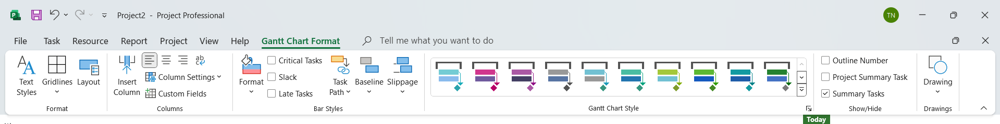 Project2 - Project Professional
TN
File Task Resource Report Project View Help Gantt Chart Format Tell me what you want to do
Text Styles
Gridlines
Layout
Format
Insert Column
ab
c
Column Settings
Custom Fields
Columns
Format
Critical Tasks
Slack
Late Tasks
Task Path
Baseline
Slippage
Bar Styles
Gantt Chart Style
Outline Number
Project Summary Task
Summary Tasks
Show/Hide
Drawing
Drawings
Today